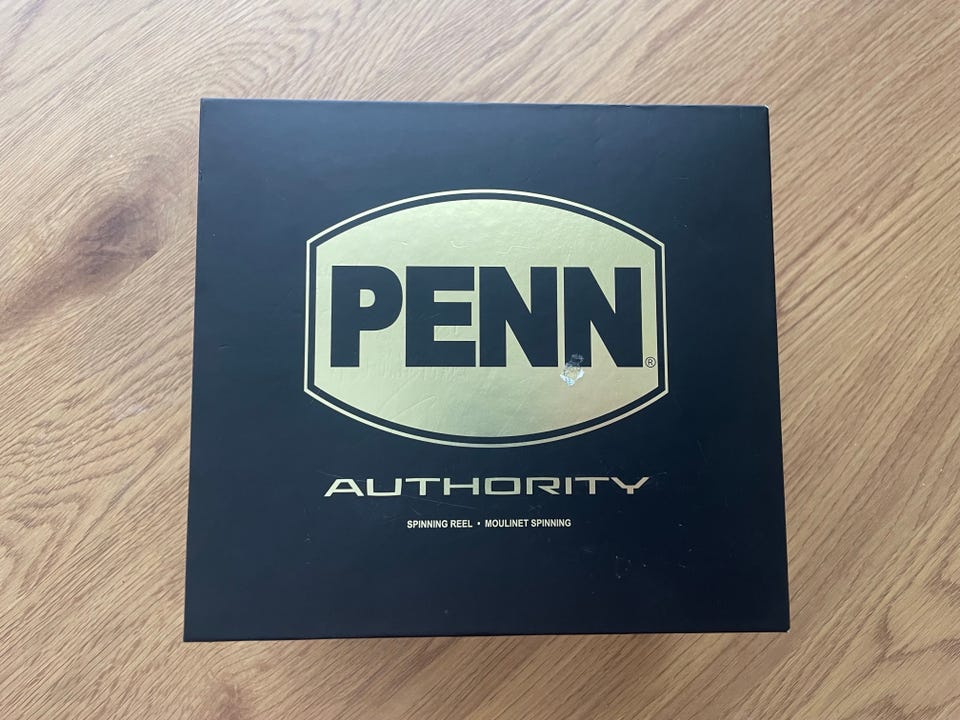 PENN®
AUTHORITY
SPINNING REEL • MOULINET SPINNING